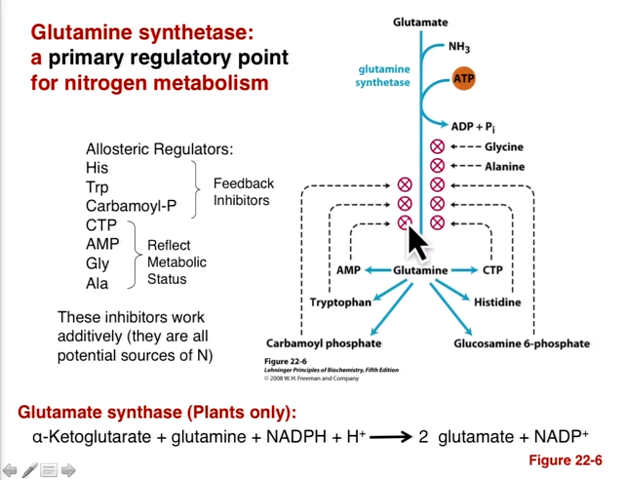 Glutamine synthetase:
a primary regulatory point
for nitrogen metabolism
Glutamate
NH3
glutamine
synthetase
ATP
ADP + Pi
Glycine
Alanine
Allosteric Regulators:
His
Trp
Carbamoyl-P
Feedback
Inhibitors
CTP
AMP
Gly
Ala
Reflect
Metabolic
Status
These inhibitors work
additively (they are all
potential sources of N)
AMP
Glutamine
CTP
Tryptophan
Histidine
Carbamoyl phosphate
Glucosamine 6-phosphate
Figure 22-6
Lehninger Principles of Biochemistry, Fifth Edition
© 2008 W. H. Freeman and Company
Glutamate synthase (Plants only):
α-Ketoglutarate + glutamine + NADPH + H⁺ → 2 glutamate + NADP⁺
Figure 22-6